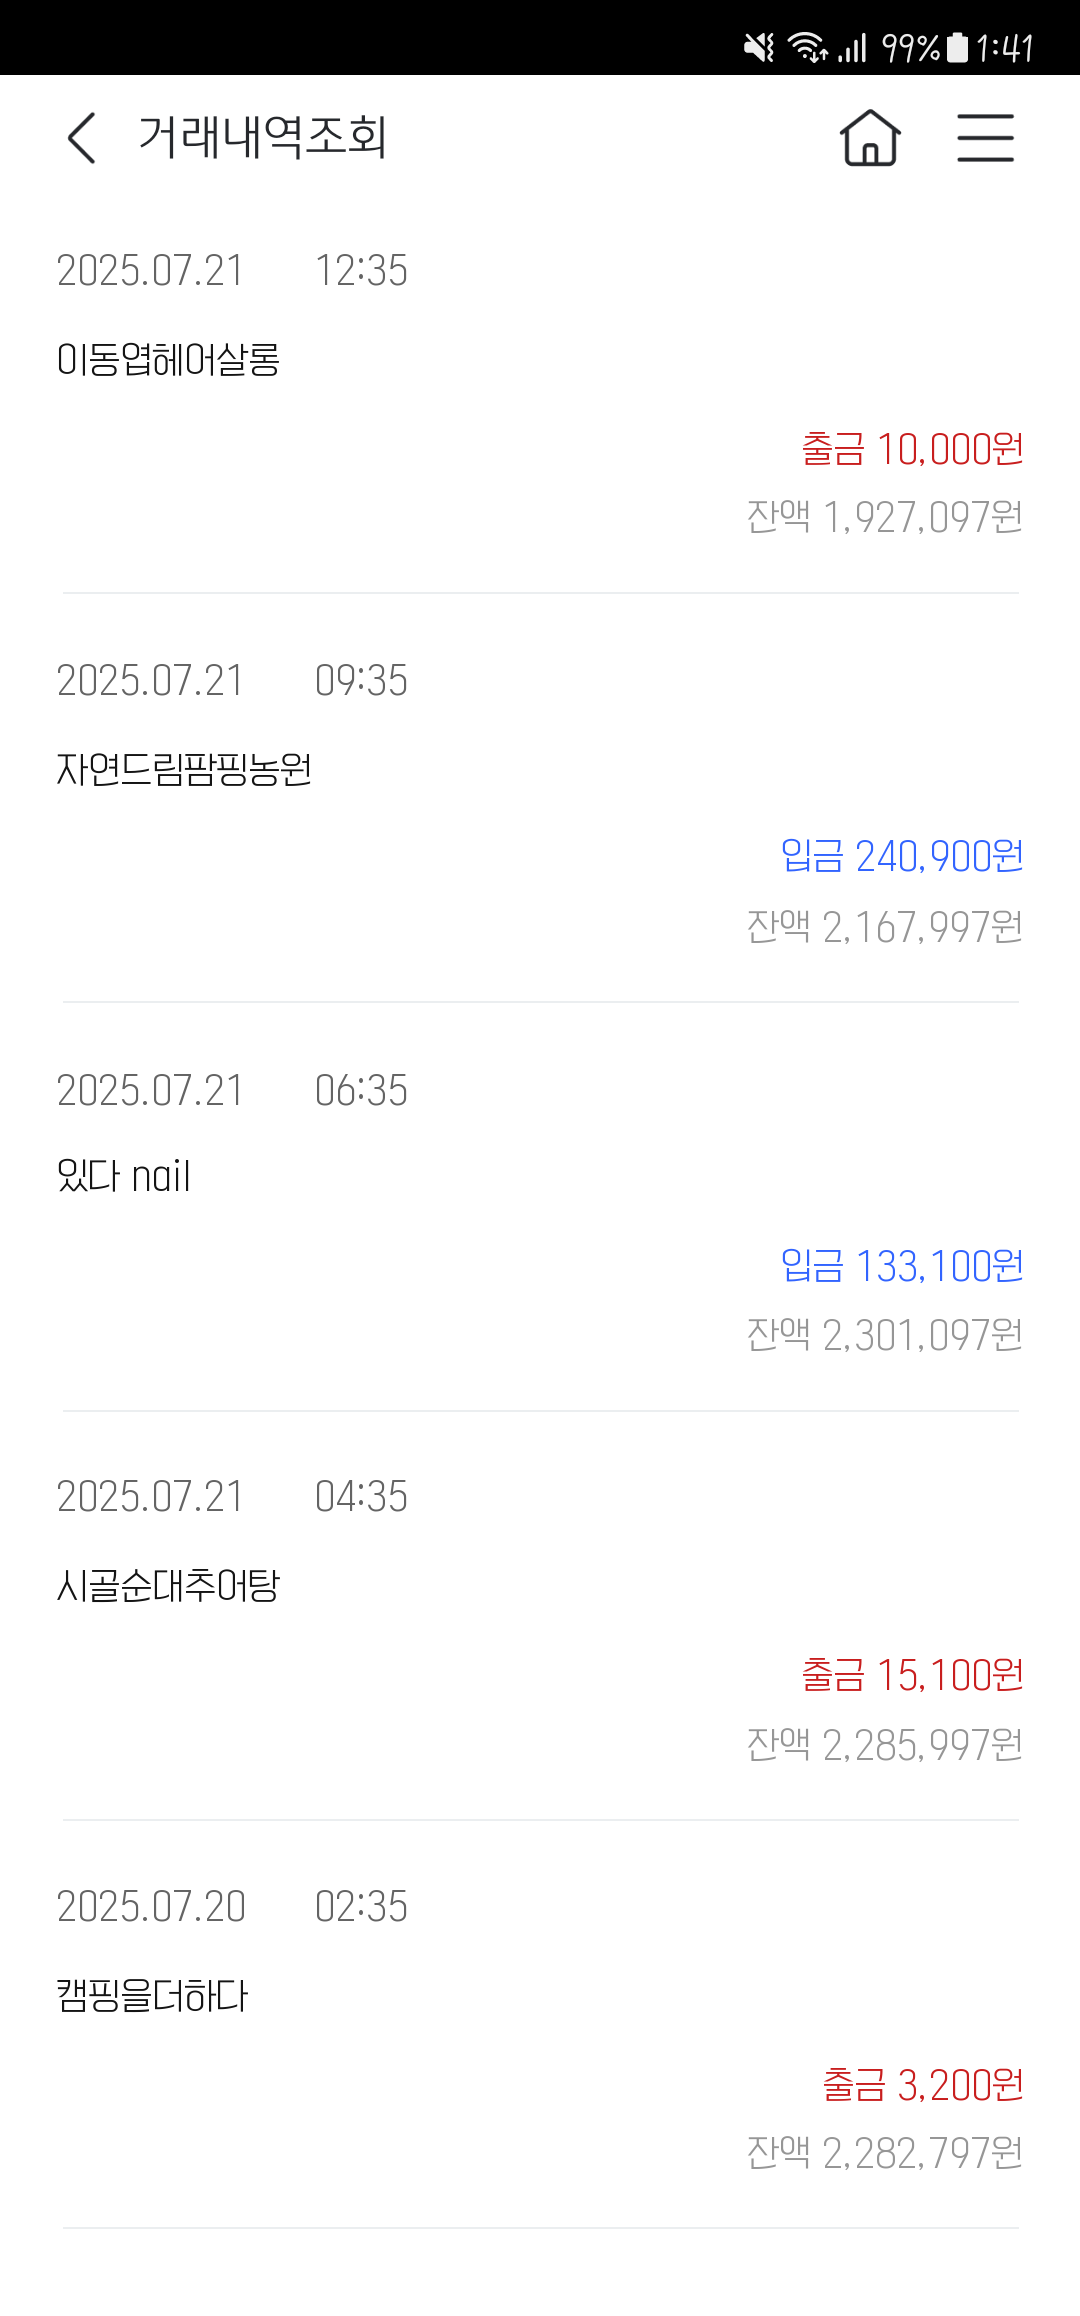 99% 1:41
거래내역조회
2025.07.21 12:35
이동엽헤어살롱
출금 10,000원
잔액 1,927,097원
2025.07.21 09:35
자연드림팜핑농원
입금 240,900원
잔액 2,167,997원
2025.07.21 06:35
있다 nail
입금 133,100원
잔액 2,301,097원
2025.07.21 04:35
시골순대추어탕
출금 15,100원
잔액 2,285,997원
2025.07.20 02:35
캠핑을더하다
출금 3,200원
잔액 2,282,797원